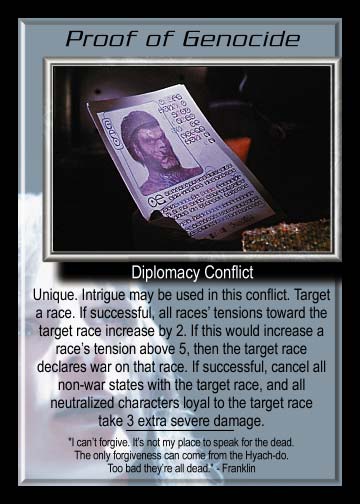 Proof of Genocide
Diplomacy Conflict
Unique. Intrigue may be used in this conflict. Target
a race. If successful, all races' tensions toward the
target race increase by 2. If this would increase a
race's tension above 5, then the target race
declares war on that race. If successful, cancel all
non-war states with the target race, and all
neutralized characters loyal to the target race
take 3 extra severe damage.
"I can't forgive. It's not my place to speak for the dead.
The only forgiveness can come from the Hyach-do.
Too bad they're all dead." - Franklin